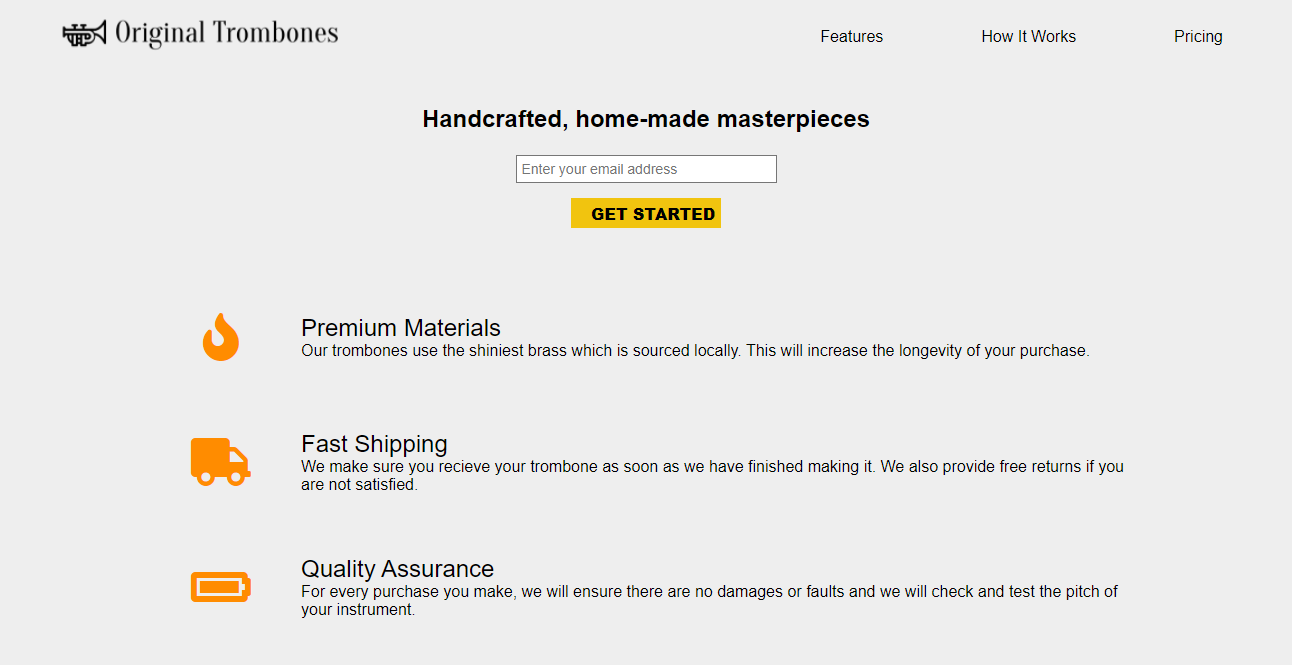 Original Trombones
Features
How It Works
Pricing
Handcrafted, home-made masterpieces
Enter your email address
GET STARTED
Premium Materials
Our trombones use the shiniest brass which is sourced locally. This will increase the longevity of your purchase.
Fast Shipping
We make sure you recieve your trombone as soon as we have finished making it. We also provide free returns if you
are not satisfied.
Quality Assurance
For every purchase you make, we will ensure there are no damages or faults and we will check and test the pitch of
your instrument.